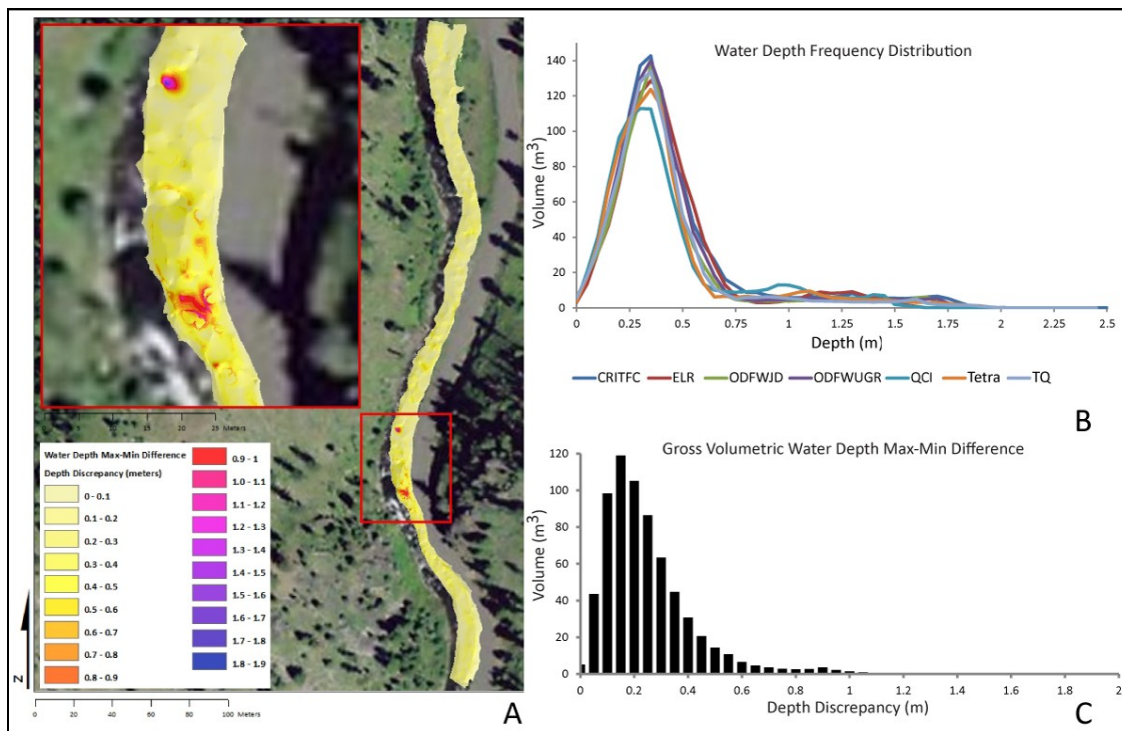 0 5 10 15 20 25 Meters
Water Depth Max-Min Difference
Depth Discrepancy (meters)
0 - 0.1
0.1 - 0.2
0.2 - 0.3
0.3 - 0.4
0.4 - 0.5
0.5 - 0.6
0.6 - 0.7
0.7 - 0.8
0.8 - 0.9
0.9 - 1
1.0 - 1.1
1.1 - 1.2
1.2 - 1.3
1.3 - 1.4
1.4 - 1.5
1.5 - 1.6
1.6 - 1.7
1.7 - 1.8
1.8 - 1.9
N
0 20 40 60 80 100 Meters
A
Water Depth Frequency Distribution
Volume (m³)
140
120
100
80
60
40
20
0
0 0.25 0.5 0.75 1 1.25 1.5 1.75 2 2.25 2.5
Depth (m)
CRITFC ELR ODFWJD ODFWUGR QCI Tetra TQ
B
Gross Volumetric Water Depth Max-Min Difference
Volume (m³)
120
100
80
60
40
20
0
0 0.2 0.4 0.6 0.8 1 1.2 1.4 1.6 1.8 2
Depth Discrepancy (m)
C